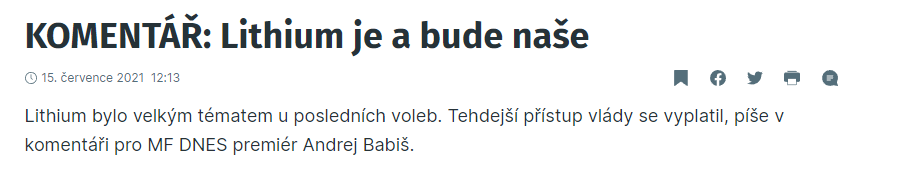 KOMENTÁŘ: Lithium je a bude naše
15. července 2021 12:13
Lithium bylo velkým tématem u posledních voleb. Tehdejší přístup vlády se vyplatil, píše v
komentáři pro MF DNES premiér Andrej Babiš.